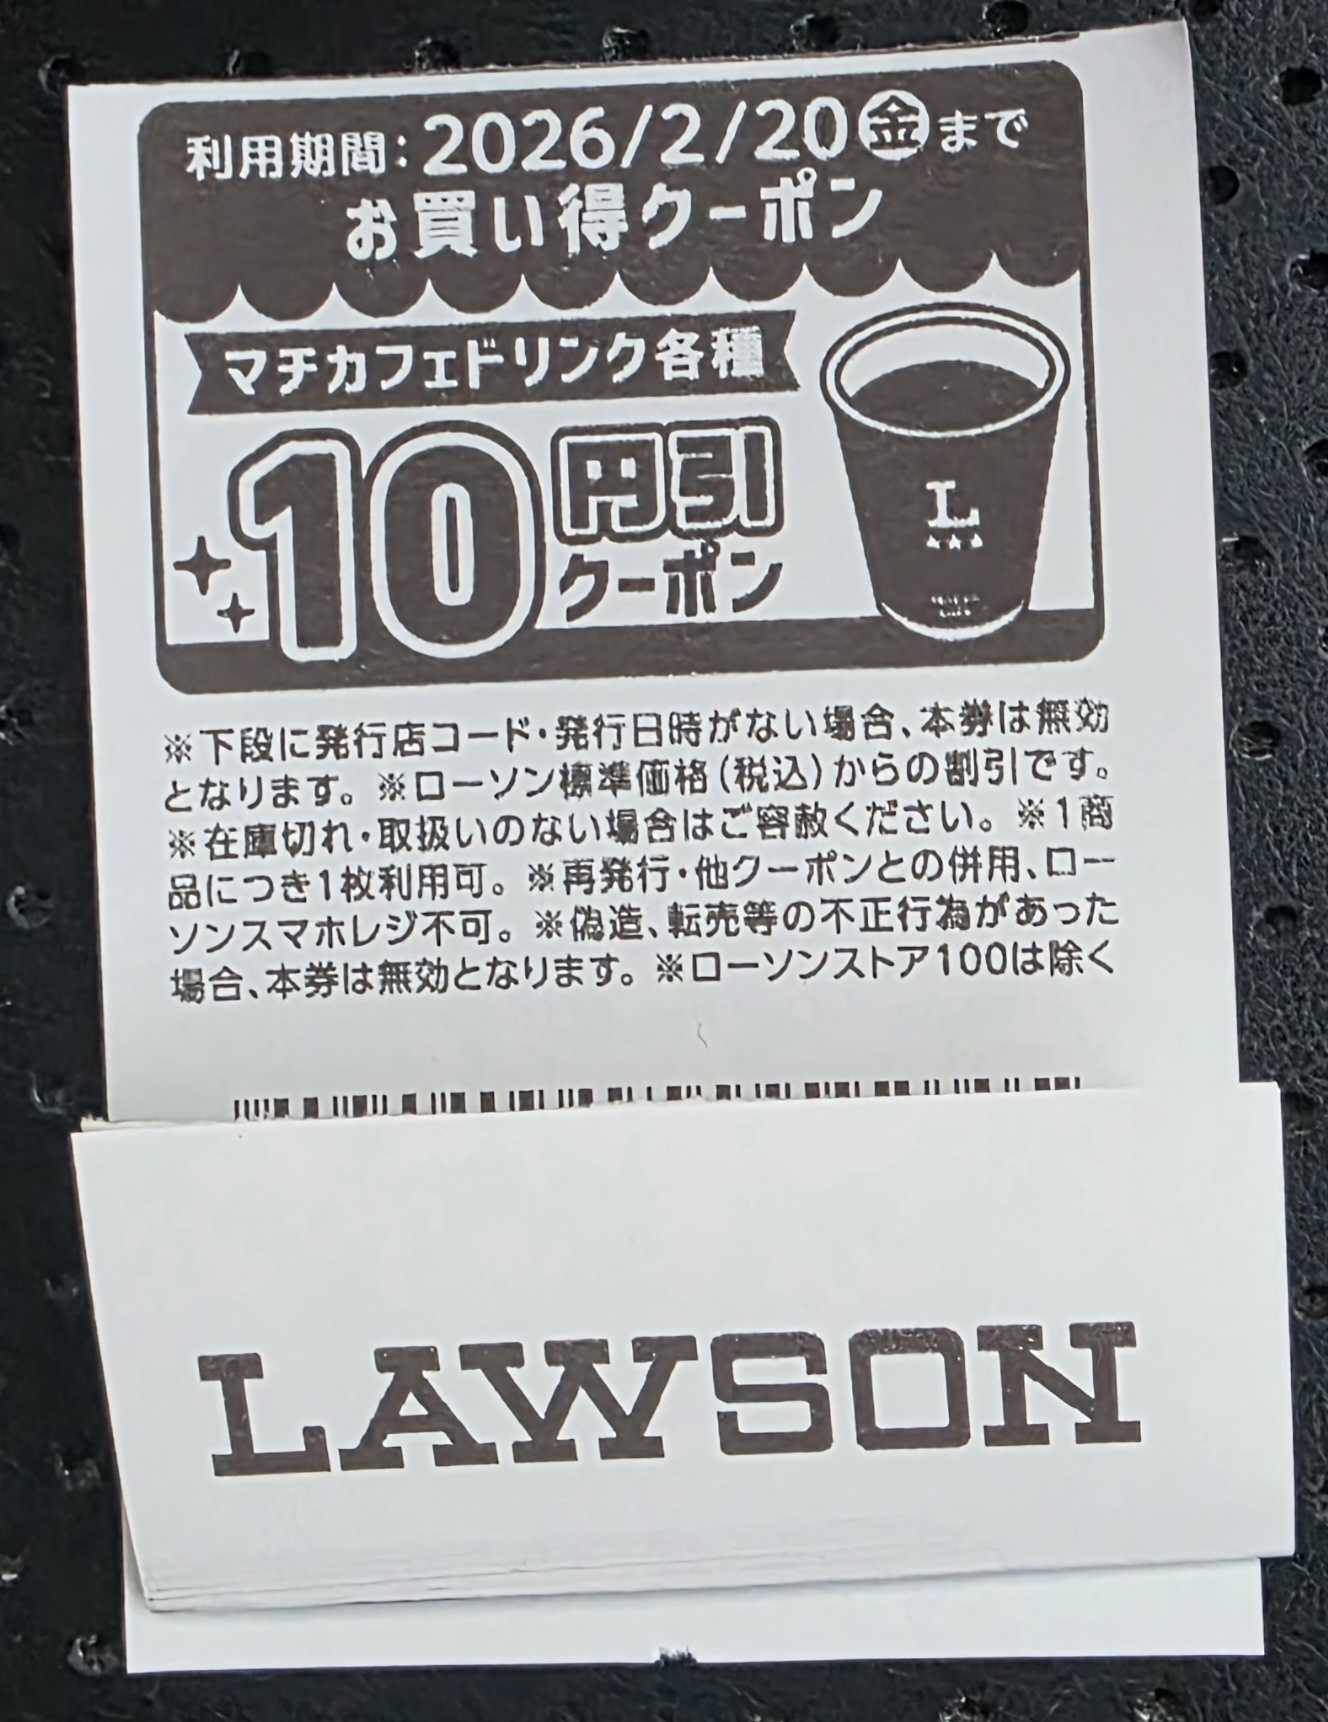 利用期間：2026/2/20㊎まで
お買い得クーポン
マチカフェドリンク各種
10円引
クーポン
L
※下段に発行店コード・発行日時がない場合、本券は無効
となります。※ローソン標準価格(税込)からの割引です。
※在庫切れ・取扱いのない場合はご容赦ください。※1商
品につき1枚利用可。※再発行・他クーポンとの併用、ロー
ソンスマホレジ不可。※偽造、転売等の不正行為があった
場合、本券は無効となります。※ローソンストア100は除く
LAWSON